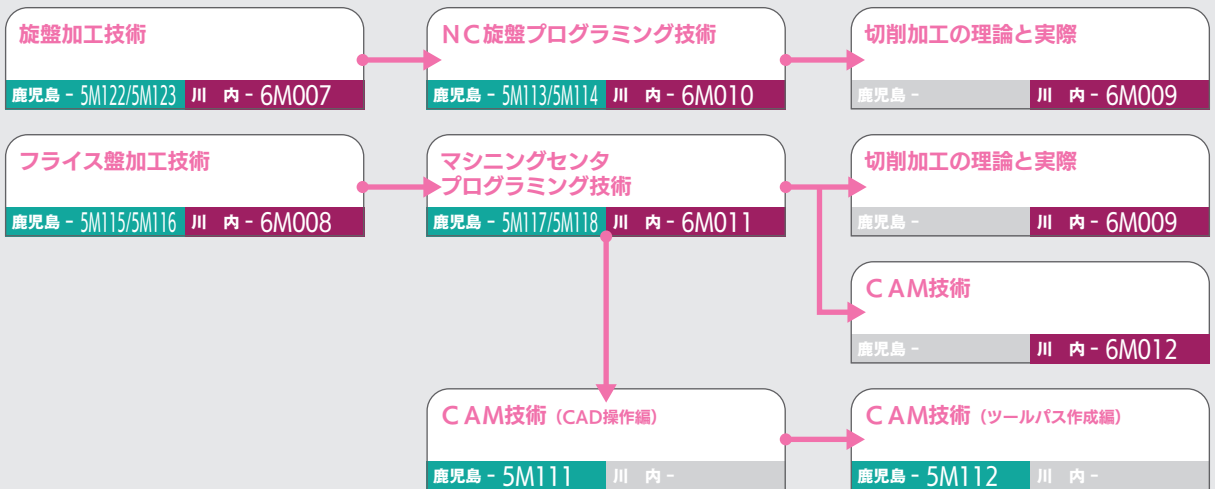 旋盤加工技術
鹿児島 - 5M122/5M123 川 内 - 6M007
NC旋盤プログラミング技術
鹿児島 - 5M113/5M114 川 内 - 6M010
切削加工の理論と実際
鹿児島 - 川 内 - 6M009
フライス盤加工技術
鹿児島 - 5M115/5M116 川 内 - 6M008
マシニングセンタ
プログラミング技術
鹿児島 - 5M117/5M118 川 内 - 6M011
切削加工の理論と実際
鹿児島 - 川 内 - 6M009
CAM技術
鹿児島 - 川 内 - 6M012
CAM技術（CAD操作編）
鹿児島 - 5M111 川 内 -
CAM技術（ツールパス作成編）
鹿児島 - 5M112 川 内 -